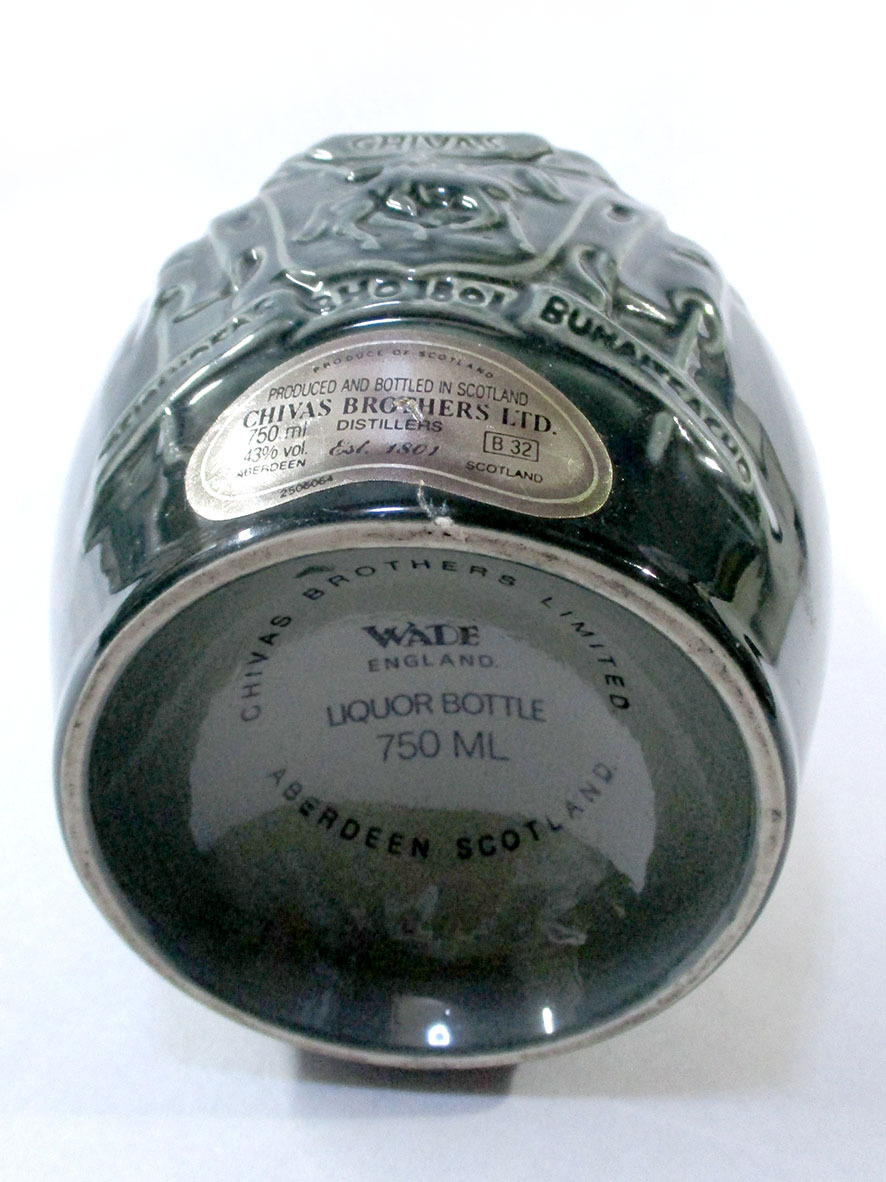 CHIVAS
1801
PRODUCE OF SCOTLAND
PRODUCED AND BOTTLED IN SCOTLAND
CHIVAS BROTHERS LTD.
750 ml DISTILLERS
43% vol. Est. 1801 B 32
ABERDEEN SCOTLAND
2506064
CHIVAS BROTHERS LIMITED
WADE
ENGLAND.
LIQUOR BOTTLE
750 ML
ABERDEEN SCOTLAND.